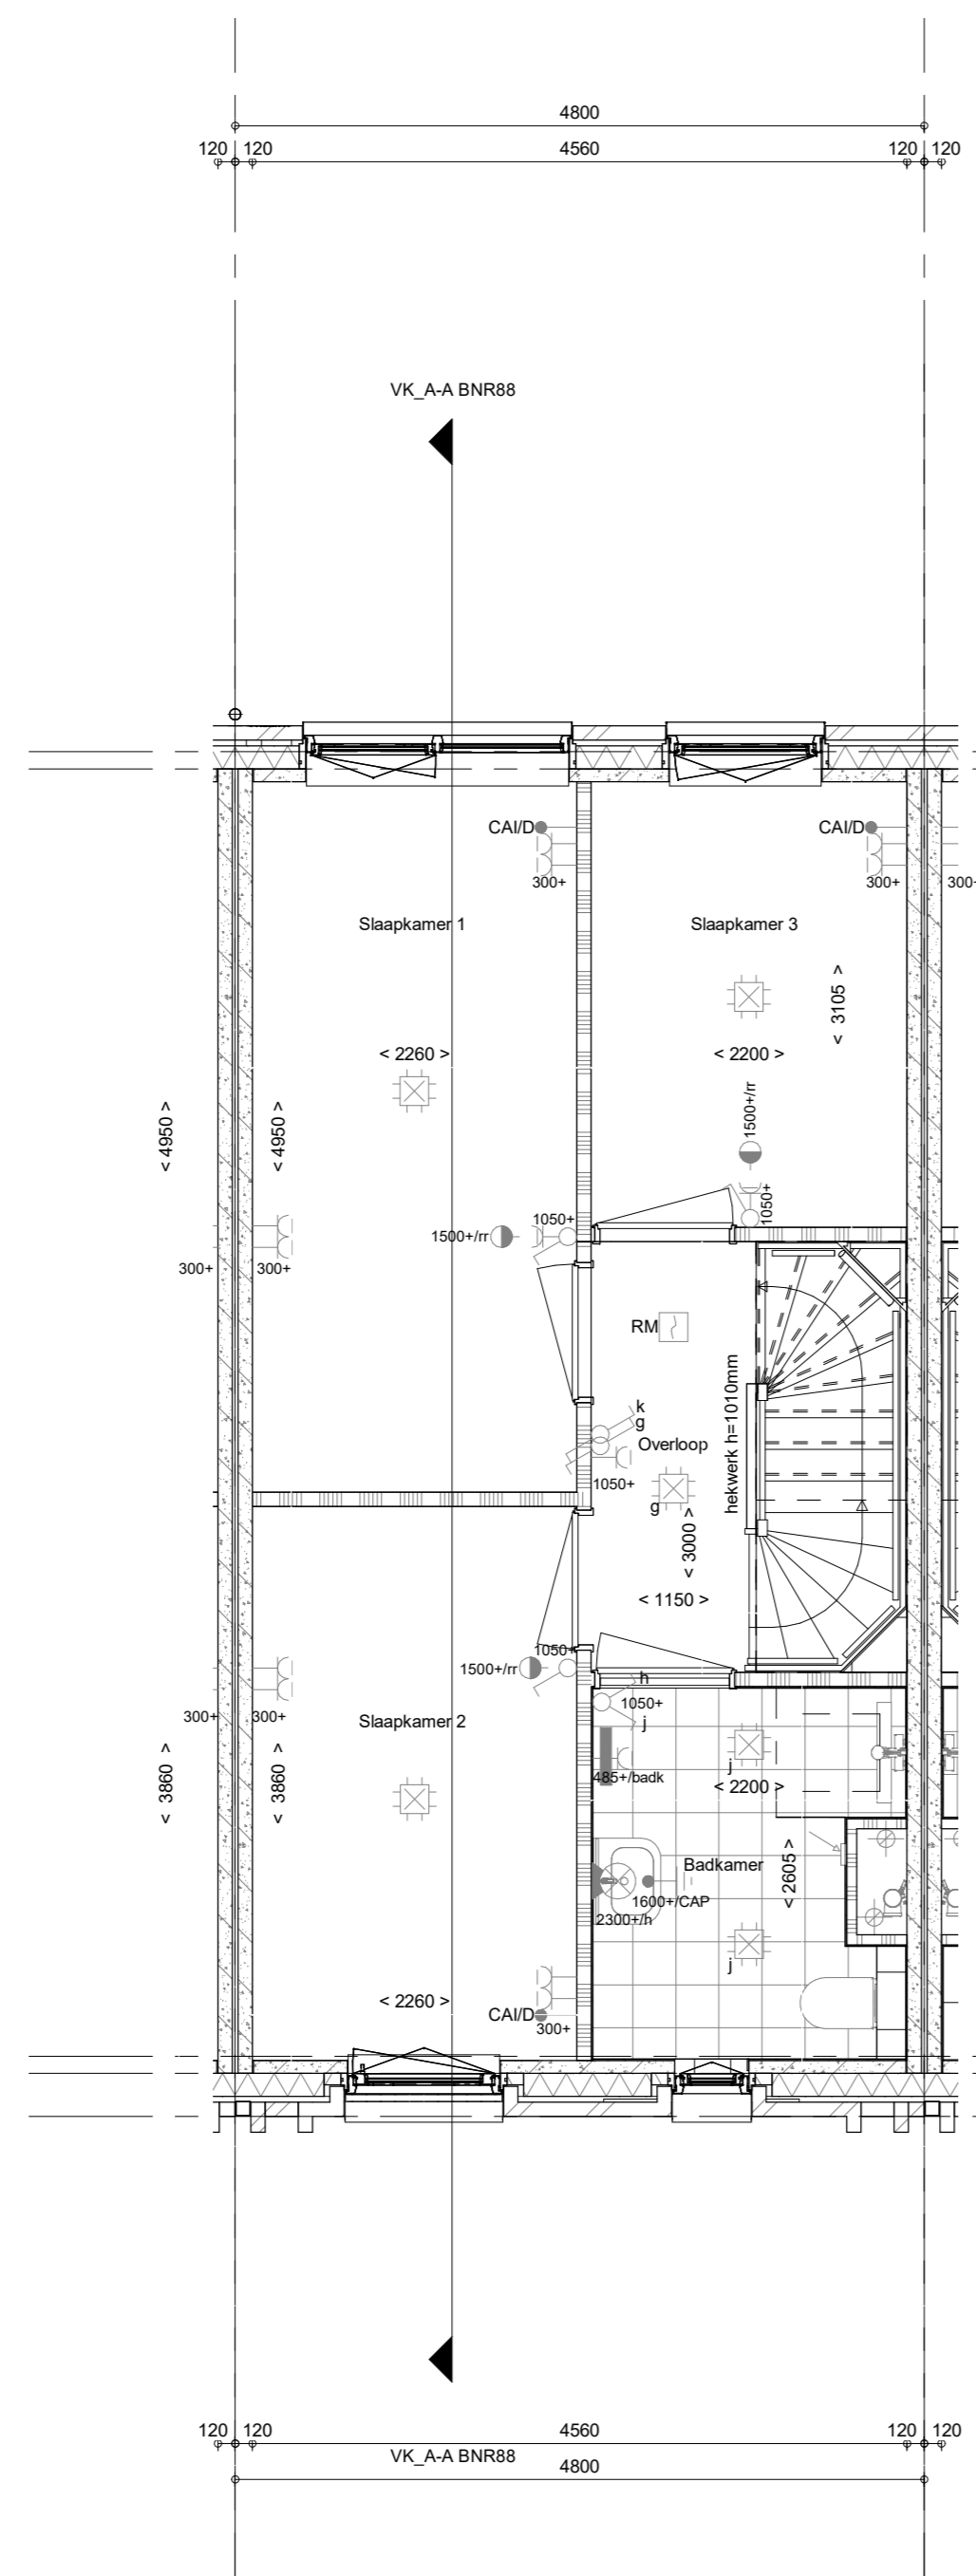 4800
120 120 4560 120 120
VK_A-A BNR88
CAI/D CAI/D
300+ 300+ 300+
Slaapkamer 1 Slaapkamer 3
< 3105 >
< 2260 > < 2200 >
1500+/rr
< 4950 > < 4950 >
1050+
1500+/rr 1050+
300+ 300+
RM
hekwerk h=1010mm
k
g
Overloop
1050+
g
< 3000 >
< 1150 >
1050+
1500+/rr
h
1050+
j
300+ 300+
Slaapkamer 2
j
485+/badk
< 2200 >
< 3860 > < 3860 >
Badkamer
< 2605 >
1600+/CAP
2300+/h
j
< 2260 >
CAI/D
300+
120 120 4560 120 120
VK_A-A BNR88
4800